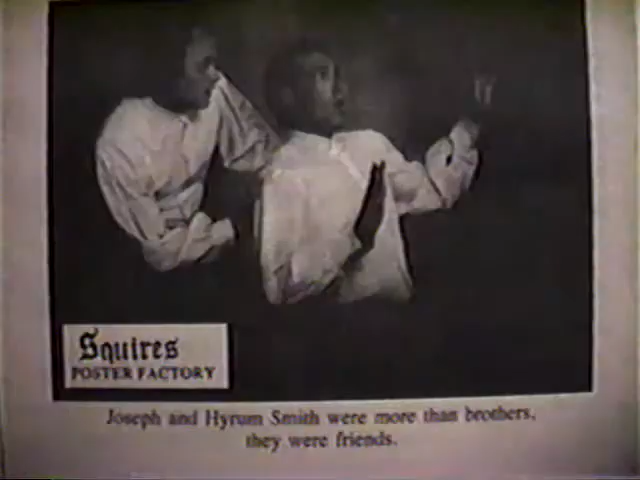 Squires
POSTER FACTORY
Joseph and Hyrum Smith were more than brothers,
they were friends.